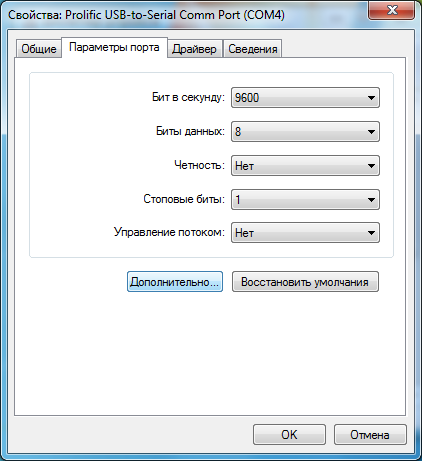 Свойства: Prolific USB-to-Serial Comm Port (COM4)
Общие Параметры порта Драйвер Сведения
Бит в секунду: 9600
Биты данных: 8
Четность: Нет
Стоповые биты: 1
Управление потоком: Нет
Дополнительно... Восстановить умолчания
OK Отмена